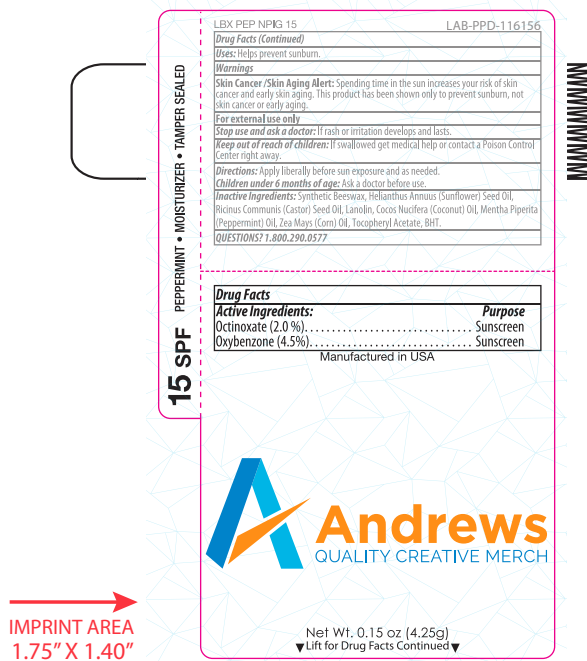 LBX PEP NPIG 15
LAB-PPD-116156
Drug Facts (Continued)
Uses: Helps prevent sunburn.
Warnings
Skin Cancer /Skin Aging Alert: Spending time in the sun increases your risk of skin
cancer and early skin aging. This product has been shown only to prevent sunburn, not
skin cancer or early aging.
For external use only
Stop use and ask a doctor: If rash or irritation develops and lasts.
Keep out of reach of children: If swallowed get medical help or contact a Poison Control
Center right away.
Directions: Apply liberally before sun exposure and as needed.
Children under 6 months of age: Ask a doctor before use.
Inactive Ingredients: Synthetic Beeswax, Helianthus Annuus (Sunflower) Seed Oil,
Ricinus Communis (Castor) Seed Oil, Lanolin, Cocos Nucifera (Coconut) Oil, Mentha Piperita
(Peppermint) Oil, Zea Mays (Corn) Oil, Tocopheryl Acetate, BHT.
QUESTIONS? 1.800.290.0577
15 SPF PEPPERMINT • MOISTURIZER • TAMPER SEALED
Drug Facts
Active Ingredients: Purpose
Octinoxate (2.0 %)............................ Sunscreen
Oxybenzone (4.5%)............................ Sunscreen
Manufactured in USA
Andrews
QUALITY CREATIVE MERCH
IMPRINT AREA
1.75” X 1.40”
Net Wt. 0.15 oz (4.25g)
▼Lift for Drug Facts Continued▼